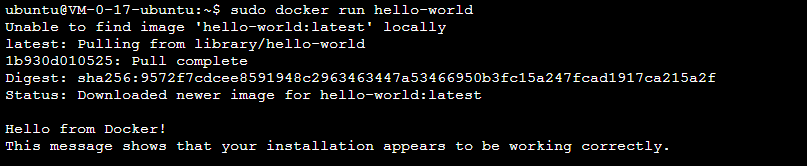 ubuntu@VM-0-17-ubuntu:~$ sudo docker run hello-world
Unable to find image 'hello-world:latest' locally
latest: Pulling from library/hello-world
1b930d010525: Pull complete
Digest: sha256:9572f7cdcee8591948c2963463447a53466950b3fc15a247fcad1917ca215a2f
Status: Downloaded newer image for hello-world:latest

Hello from Docker!
This message shows that your installation appears to be working correctly.